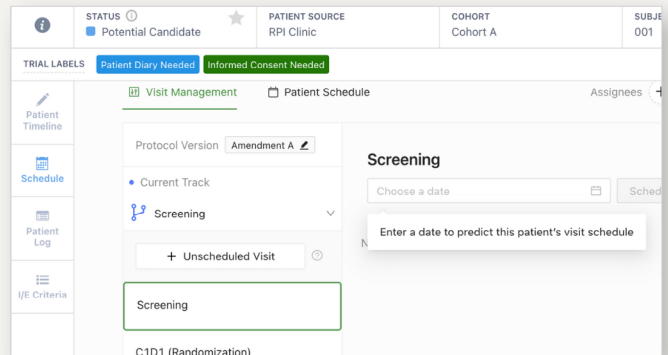 STATUS
PATIENT SOURCE
COHORT
Potential Candidate
RPI Clinic
Cohort A
001
TRIAL LABELS
Patient Diary Needed
Informed Consent Needed
Visit Management
Patient Schedule
Assignees
Patient
Timeline
Schedule
Patient
Log
I/E Criteria
Protocol Version
Amendment A
Current Track
Screening
+ Unscheduled Visit
Screening
C1D1 (Randomization)
Screening
Choose a date
Enter a date to predict this patient's visit schedule